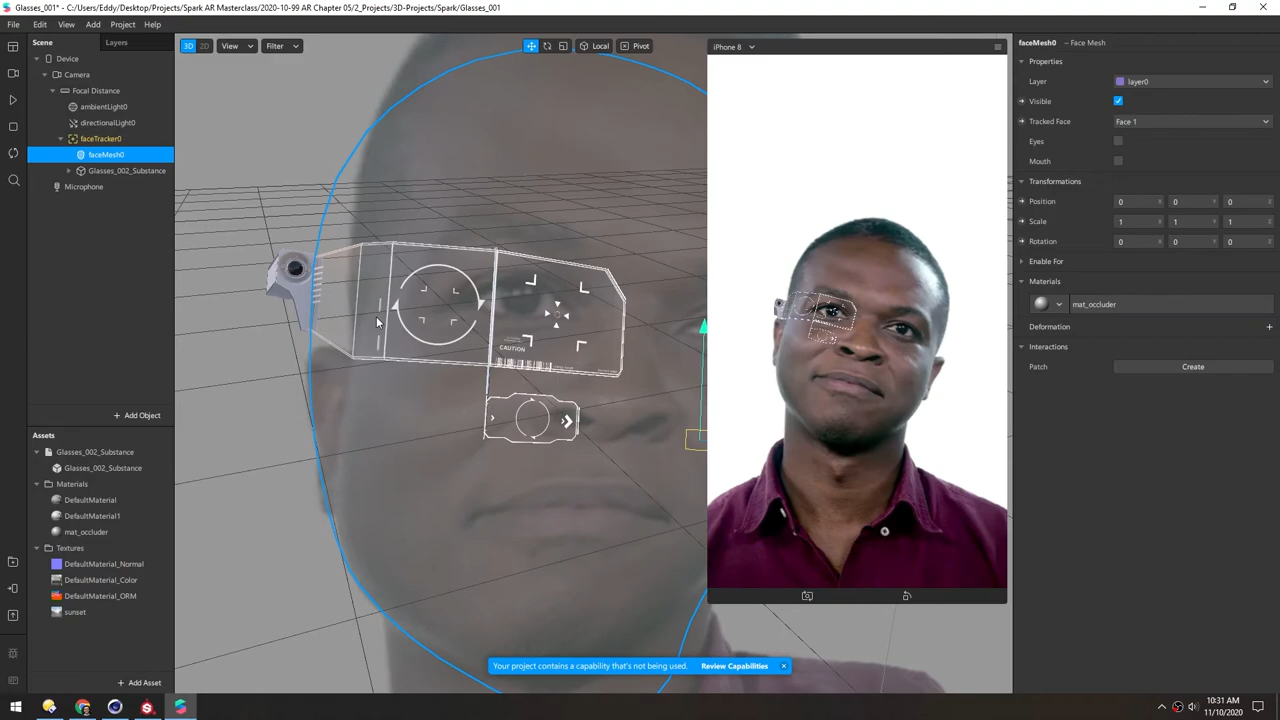 Glasses_001* - C:/Users/Eddy/Desktop/Projects/Spark AR Masterclass/2020-10-99 AR Chapter 05/2_Projects/3D-Projects/Spark/Glasses_001
File Edit View Add Project Help
Scene Layers
Device
Camera
Focal Distance
ambientLight0
directionalLight0
faceTracker0
faceMesh0
Glasses_002_Substance
Microphone
+ Add Object
Assets
Glasses_002_Substance
Glasses_002_Substance
Materials
DefaultMaterial
DefaultMaterial1
mat_occluder
Textures
DefaultMaterial_Normal
DefaultMaterial_Color
DefaultMaterial_ORM
sunset
+ Add Asset
3D 2D View Filter Local Pivot
CAUTION
iPhone 8
Your project contains a capability that's not being used. Review Capabilities
faceMesh0 – Face Mesh
Properties
Layer layer0
Visible
Tracked Face Face 1
Eyes
Mouth
Transformations
Position 0 0 0
Scale 1 1 1
Rotation 0 0 0
Enable For
Materials
mat_occluder
Deformation +
Interactions
Patch Create
10:31 AM
11/10/2020